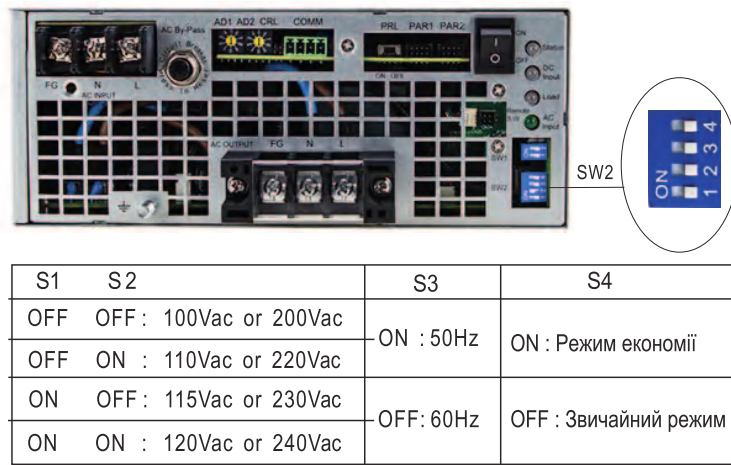 AC By-Pass
AD1 AD2 CRL COMM
PRL PAR1 PAR2
ON
OFF
Status
DC Input
Load
AC Input
FG N L
AC INPUT
ON OFF
Remote
SW1
SW2
AC OUTPUT FG N L
SW2
ON
1 2 3 4
S1 S2 S3 S4
OFF OFF : 100Vac or 200Vac
OFF ON : 110Vac or 220Vac
ON OFF : 115Vac or 230Vac
ON ON : 120Vac or 240Vac
ON : 50Hz
OFF: 60Hz
ON : Режим економії
OFF : Звичайний режим